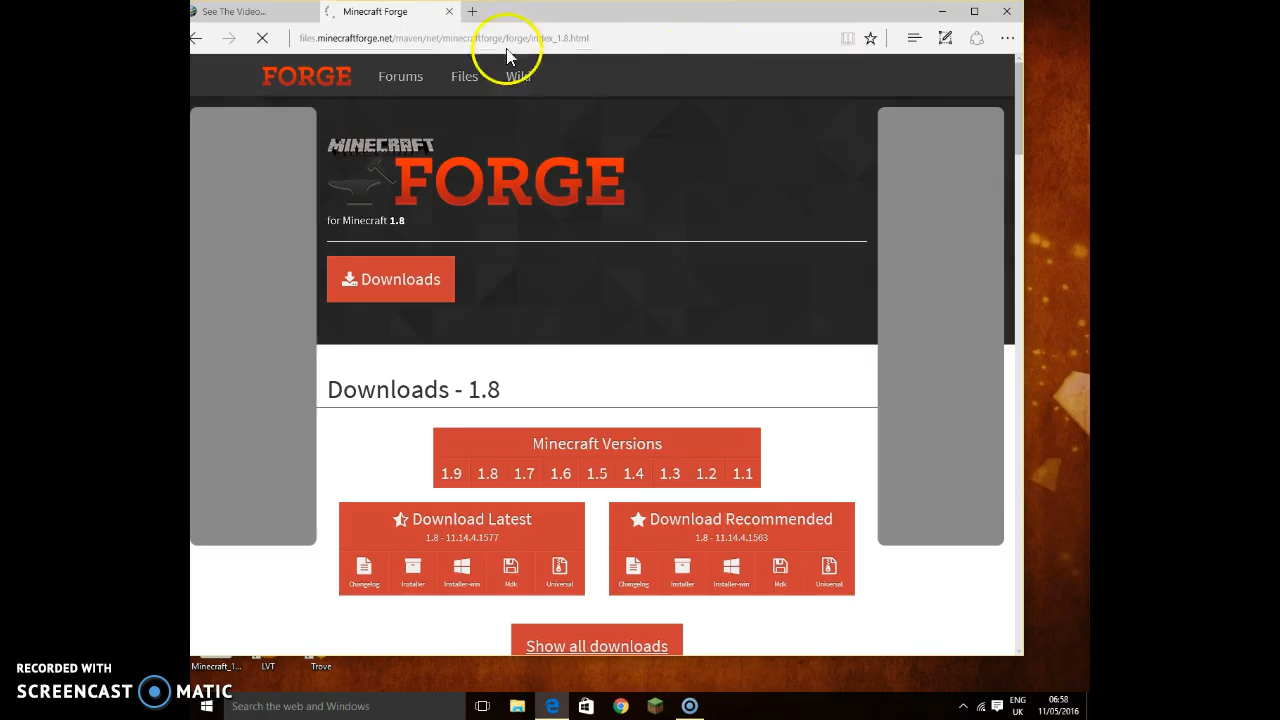 See The Video...
Minecraft Forge
files.minecraftforge.net/maven/net/minecraftforge/forge/index_1.8.html
FORGE
Forums
Files
Wiki
MINECRAFT
FORGE
for Minecraft 1.8
Downloads
Downloads - 1.8
Minecraft Versions
1.9 1.8 1.7 1.6 1.5 1.4 1.3 1.2 1.1
Download Latest
1.8 - 11.14.4.1577
Changelog Installer Installer-win Mdk Universal
Download Recommended
1.8 - 11.14.4.1563
Changelog Installer Installer-win Mdk Universal
Show all downloads
Minecraft_1... LVT Trove
RECORDED WITH
SCREENCAST MATIC
Search the web and Windows
ENG
UK
06:58
11/05/2016